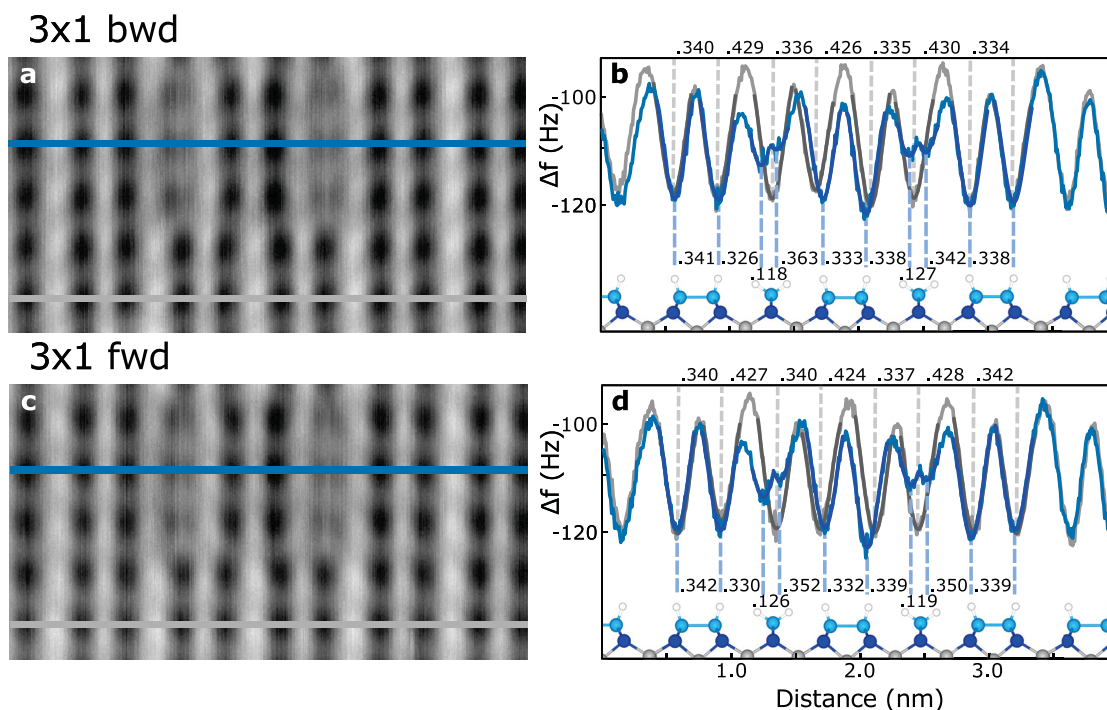 3x1 bwd
a
b
.340 .429 .336 .426 .335 .430 .334
-100
Δf (Hz)
-120
.341 .326 .363 .333 .338 .342 .338
.118 .127
3x1 fwd
c
d
.340 .427 .340 .424 .337 .428 .342
-100
Δf (Hz)
-120
.342 .330 .352 .332 .339 .350 .339
.126 .119
1.0 2.0 3.0
Distance (nm)